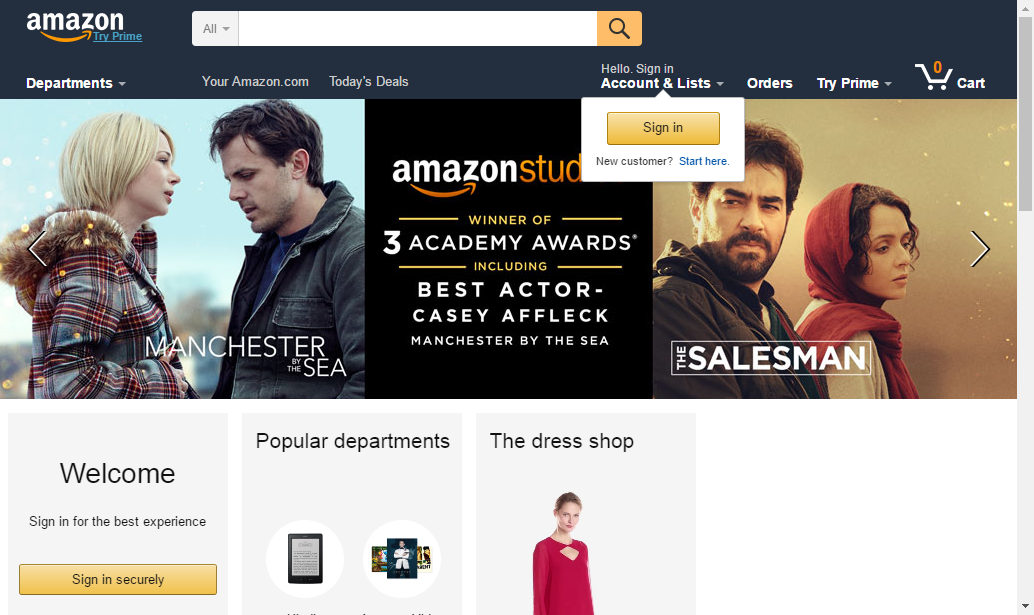 amazon
Try Prime
All
Departments
Your Amazon.com
Today's Deals
Hello. Sign in
Account & Lists
Orders
Try Prime
0
Cart
Sign in
New customer? Start here.
amazonstud
WINNER OF
3 ACADEMY AWARDS®
INCLUDING
BEST ACTOR-
CASEY AFFLECK
MANCHESTER BY THE SEA
MANCHESTER
BY THE SEA
THE SALESMAN
Welcome
Sign in for the best experience
Sign in securely
Popular departments
The dress shop